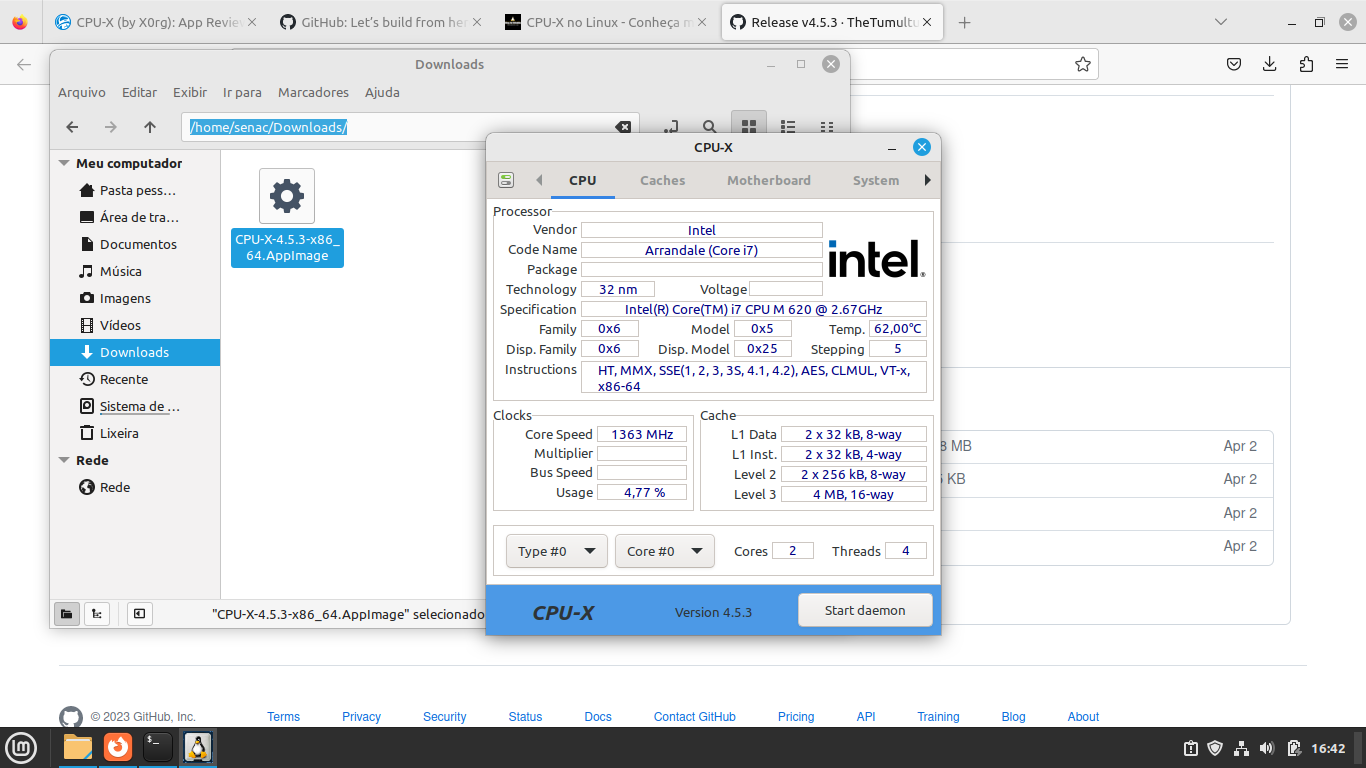 CPU-X (by X0rg): App Review
GitHub: Let’s build from her
CPU-X no Linux - Conheça m
Release v4.5.3 · TheTumultu
Downloads
Arquivo Editar Exibir Ir para Marcadores Ajuda
/home/senac/Downloads/
Meu computador
Pasta pess…
Área de tra…
Documentos
Música
Imagens
Vídeos
Downloads
Recente
Sistema de …
Lixeira
Rede
Rede
CPU-X-4.5.3-x86_
64.AppImage
"CPU-X-4.5.3-x86_64.AppImage" selecionado
CPU-X
CPU Caches Motherboard System
Processor
Vendor Intel
Code Name Arrandale (Core i7)
Package
Technology 32 nm Voltage
intel®
Specification Intel(R) Core(TM) i7 CPU M 620 @ 2.67GHz
Family 0x6 Model 0x5 Temp. 62,00°C
Disp. Family 0x6 Disp. Model 0x25 Stepping 5
Instructions HT, MMX, SSE(1, 2, 3, 3S, 4.1, 4.2), AES, CLMUL, VT-x,
x86-64
Clocks
Core Speed 1363 MHz
Multiplier
Bus Speed
Usage 4,77 %
Cache
L1 Data 2 x 32 kB, 8-way
L1 Inst. 2 x 32 kB, 4-way
Level 2 2 x 256 kB, 8-way
Level 3 4 MB, 16-way
Type #0 Core #0 Cores 2 Threads 4
CPU-X Version 4.5.3 Start daemon
8 MB Apr 2
KB Apr 2
Apr 2
Apr 2
© 2023 GitHub, Inc. Terms Privacy Security Status Docs Contact GitHub Pricing API Training Blog About
lm
$_
16:42